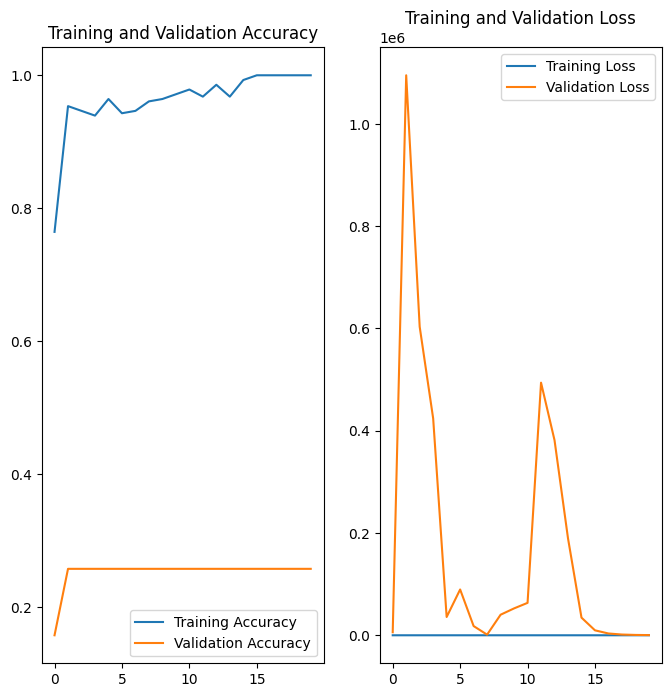 Training and Validation Accuracy
1.0
0.8
0.6
0.4
0.2
0
5
10
15
Training Accuracy
Validation Accuracy
Training and Validation Loss
1e6
1.0
0.8
0.6
0.4
0.2
0.0
0
5
10
15
Training Loss
Validation Loss